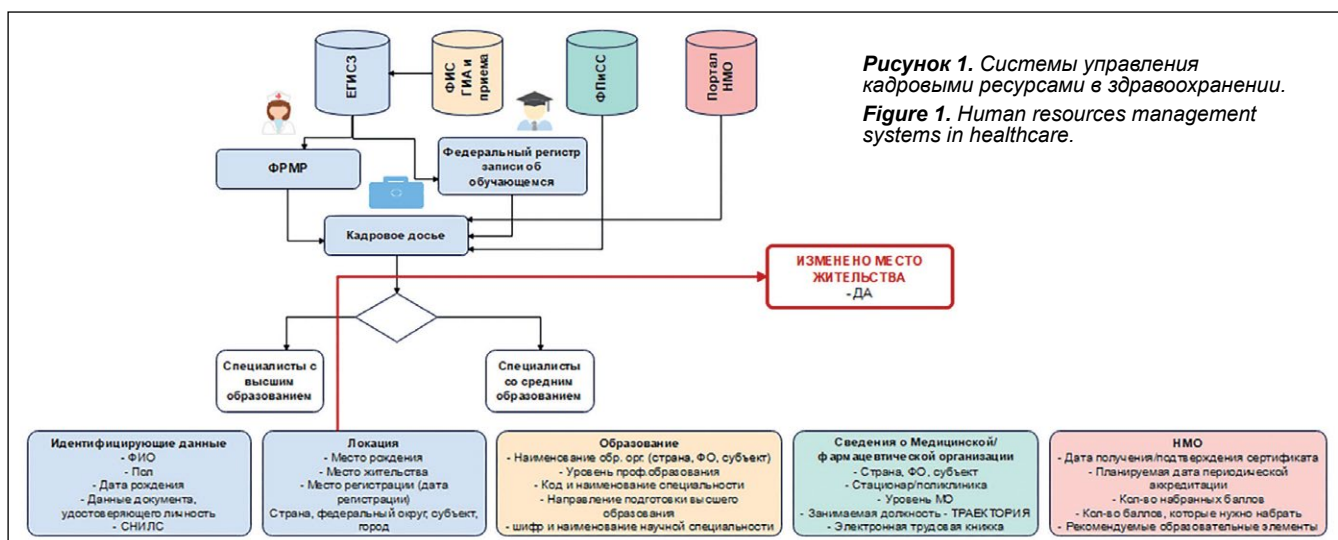 ЕГИСЗ
ФИС
ГИА и
приема
ФПиСС
Портал
НМО
Рисунок 1. Системы управления
кадровыми ресурсами в здравоохранении.
Figure 1. Human resources management
systems in healthcare.
ФРМР
Федеральный регистр
записи об
обучающемся
Кадровое досье
ИЗМЕНЕНО МЕСТО
ЖИТЕЛЬСТВА
- ДА
Специалисты с
высшим
образованием
Специалисты
со средним
образованием
Идентифицирующие данные
- ФИО
- Пол
- Дата рождения
- Данные документа,
удостоверяющего личность
- СНИЛС
Локация
- Место рождения
- Место жительства
- Место регистрации (дата
регистрации)
Страна, федеральный округ, субъект,
город
Образование
- Наименование обр. орг. (страна, ФО, субъект)
- Уровень проф.образования
- Код и наименование специальности
- Направление подготовки высшего
образования
- шифр и наименование научной специальности
Сведения о Медицинской/
фармацевтической организации
- Страна, ФО, субъект
- Стационар/поликлиника
- Уровень МО
- Занимаемая должность - ТРАЕКТОРИЯ
- Электронная трудовая книжка
НМО
- Дата получения/подтверждения сертификата
- Планируемая дата периодической
аккредитации
- Кол-во набранных баллов
- Кол-во баллов, которые нужно набрать
- Рекомендуемые образовательные элементы